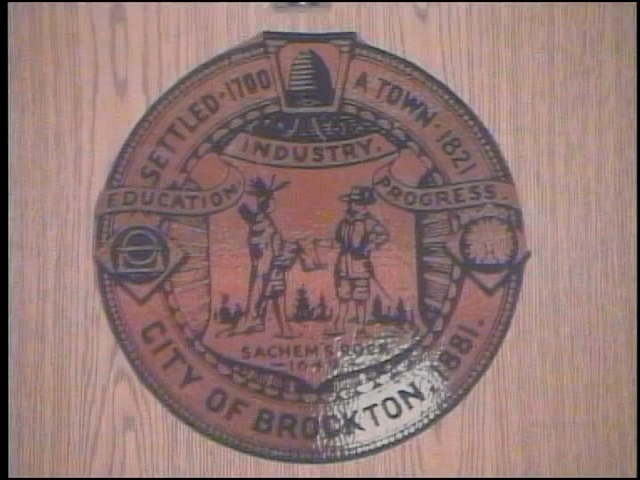 SETTLED · 1700
A TOWN · 1821
INDUSTRY.
EDUCATION
PROGRESS.
SACHEM'S ROCK
CITY OF BROCKTON 1881.